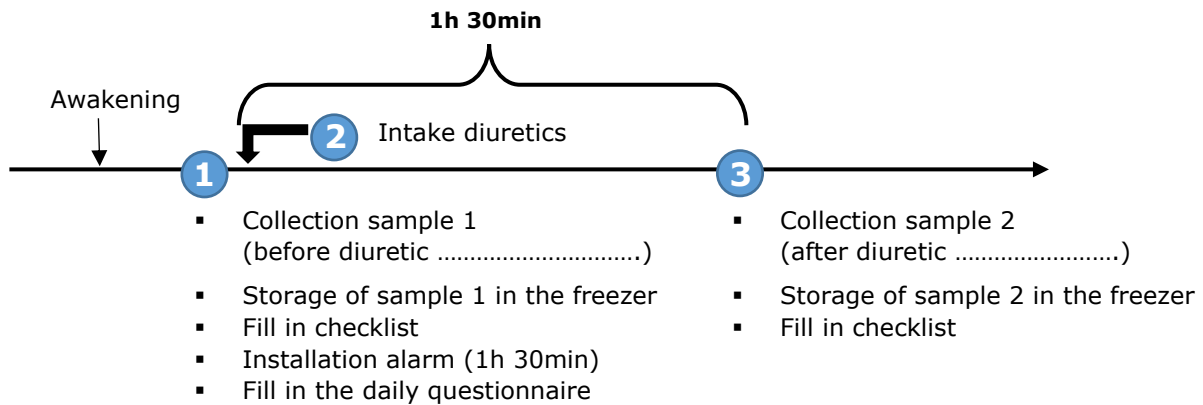 1h 30min
Awakening
2 Intake diuretics
1
3
▪ Collection sample 1
(before diuretic ................................)
▪ Storage of sample 1 in the freezer
▪ Fill in checklist
▪ Installation alarm (1h 30min)
▪ Fill in the daily questionnaire
▪ Collection sample 2
(after diuretic ..........................)
▪ Storage of sample 2 in the freezer
▪ Fill in checklist